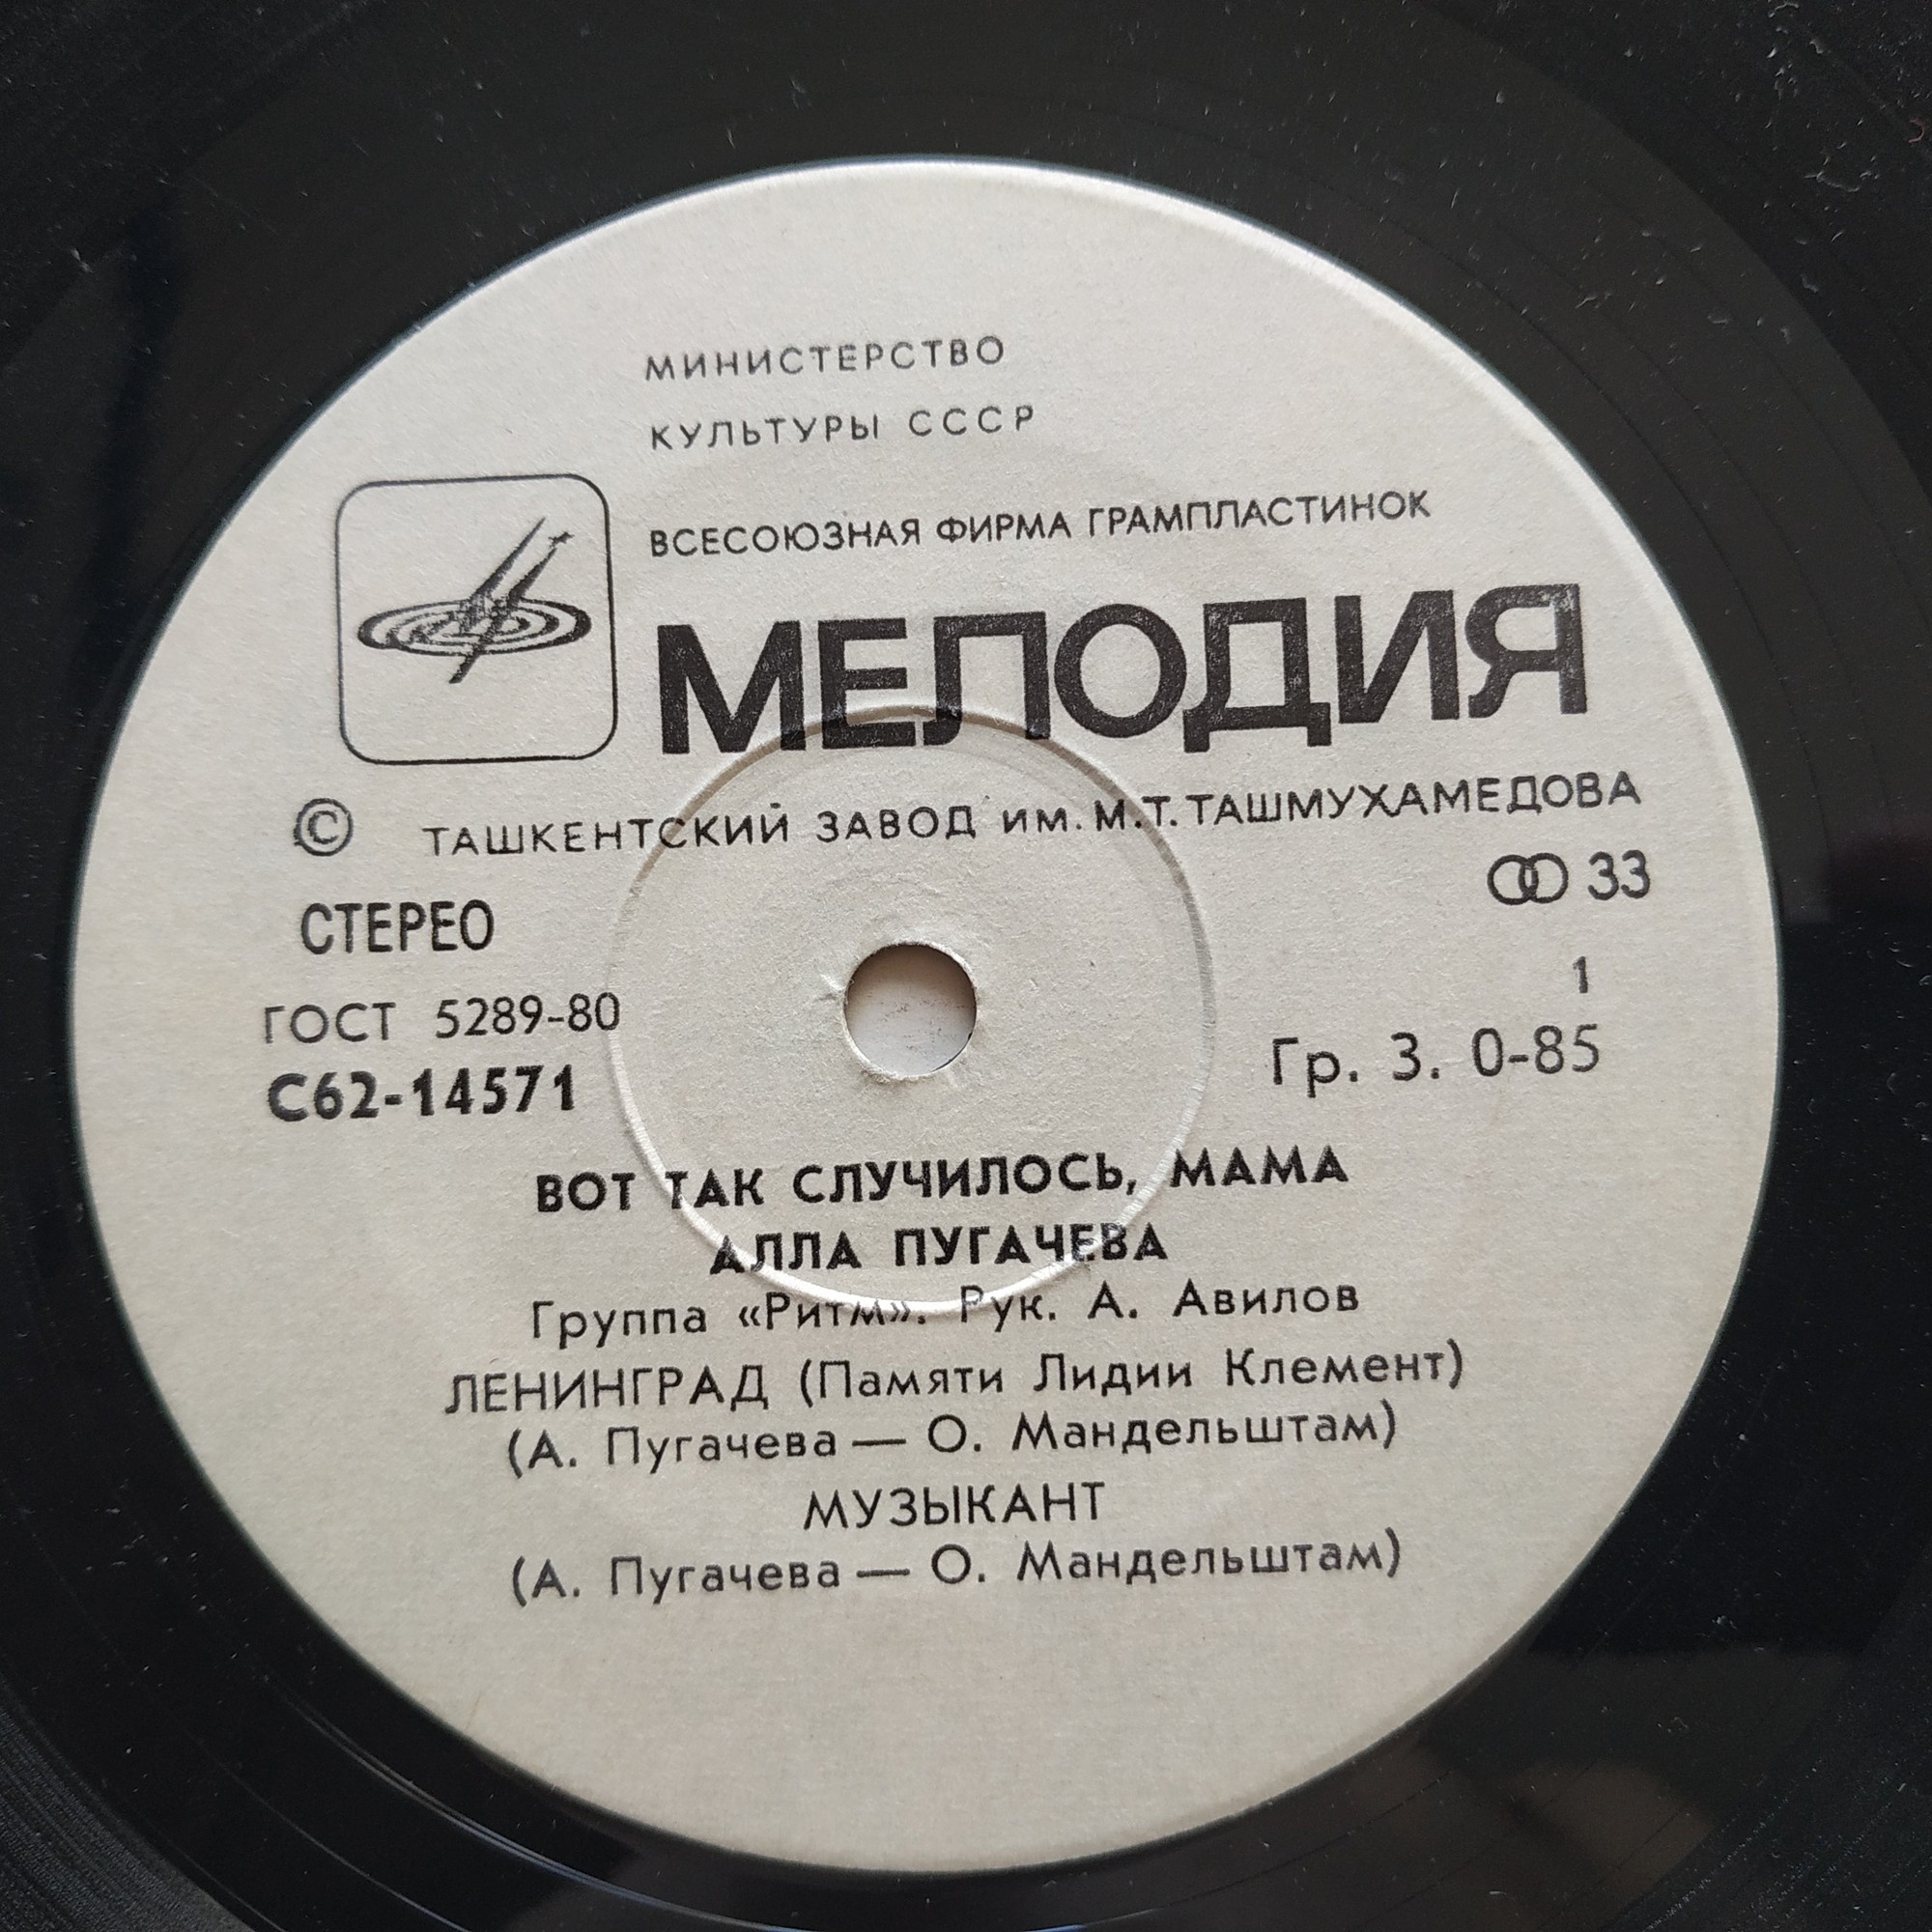 МИНИСТЕРСТВО
КУЛЬТУРЫ СССР
ВСЕСОЮЗНАЯ ФИРМА ГРАМПЛАСТИНОК
МЕЛОДИЯ
© ТАШКЕНТСКИЙ ЗАВОД им. М.Т. ТАШМУХАМЕДОВА
33
СТЕРЕО
1
ГОСТ 5289-80
Гр. 3. 0-85
С62-14571
ВОТ ТАК СЛУЧИЛОСЬ, МАМА
АЛЛА ПУГАЧЕВА
Группа «Ритм». Рук. А. Авилов
ЛЕНИНГРАД (Памяти Лидии Клемент)
(А. Пугачева — О. Мандельштам)
МУЗЫКАНТ
(А. Пугачева — О. Мандельштам)